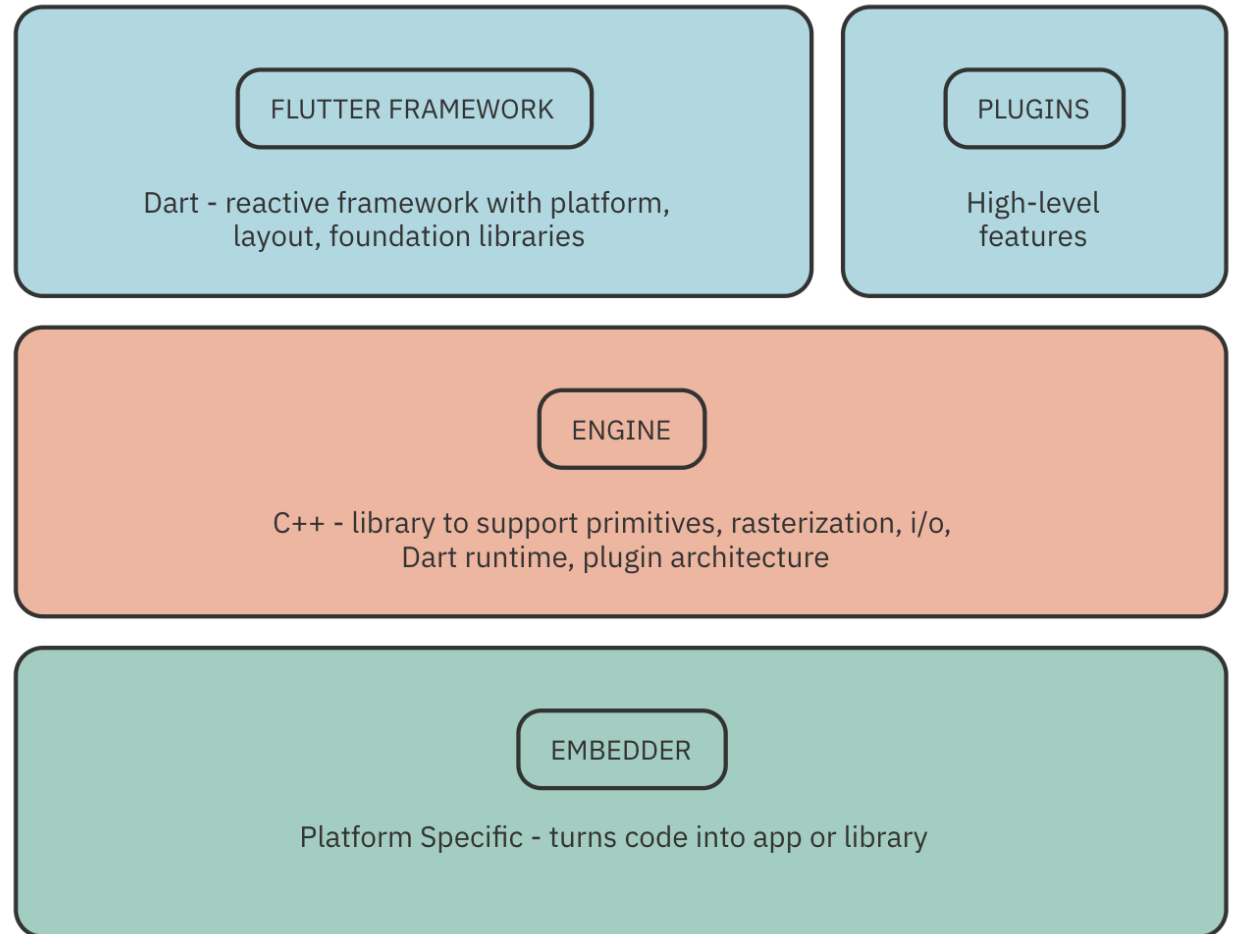 FLUTTER FRAMEWORK
Dart - reactive framework with platform,
layout, foundation libraries
PLUGINS
High-level
features
ENGINE
C++ - library to support primitives, rasterization, i/o,
Dart runtime, plugin architecture
EMBEDDER
Platform Specific - turns code into app or library